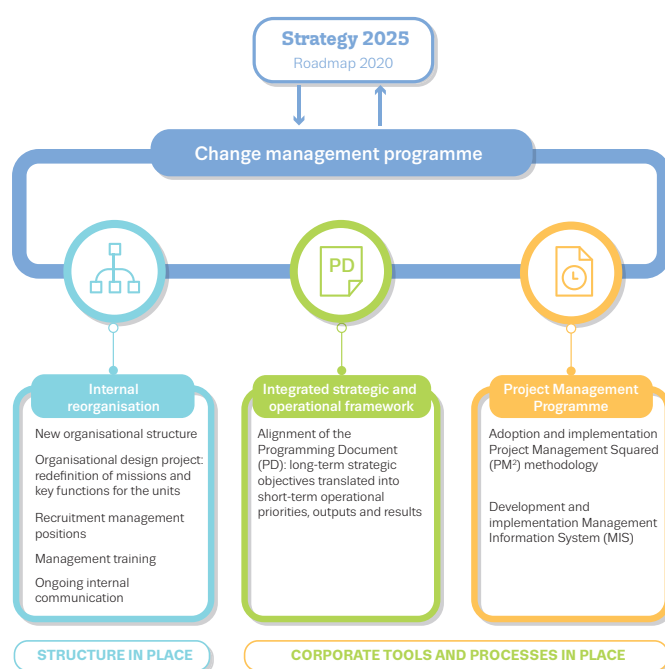 Strategy 2025
Roadmap 2020
Change management programme
PD
Internal
reorganisation
New organisational structure
Organisational design project:
redefinition of missions and
key functions for the units
Recruitment management
positions
Management training
Ongoing internal
communication
Integrated strategic and
operational framework
Alignment of the
Programming Document
(PD): long-term strategic
objectives translated into
short-term operational
priorities, outputs and results
Project Management
Programme
Adoption and implementation
Project Management Squared
(PM²) methodology
Development and
implementation Management
Information System (MIS)
STRUCTURE IN PLACE
CORPORATE TOOLS AND PROCESSES IN PLACE